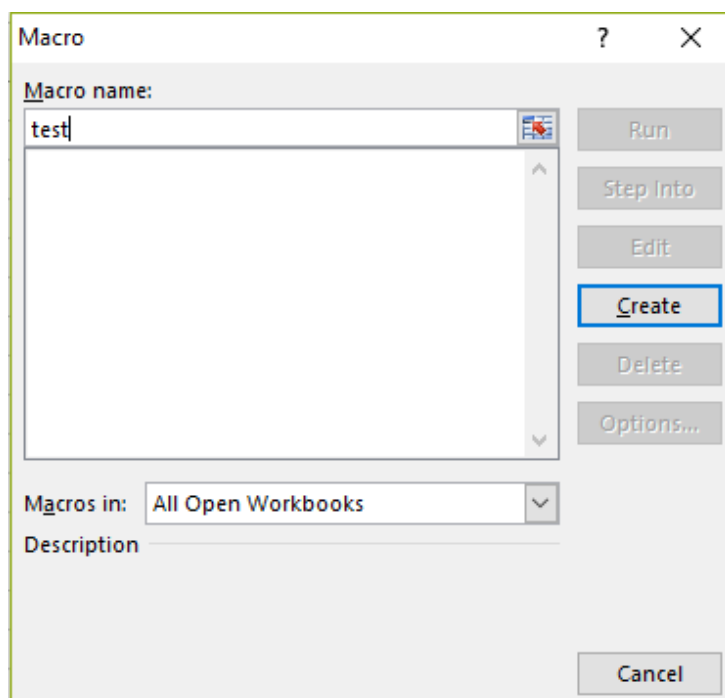 Macro ?
Macro name:
test
Run
Step Into
Edit
Create
Delete
Options...
Macros in: All Open Workbooks
Description
Cancel